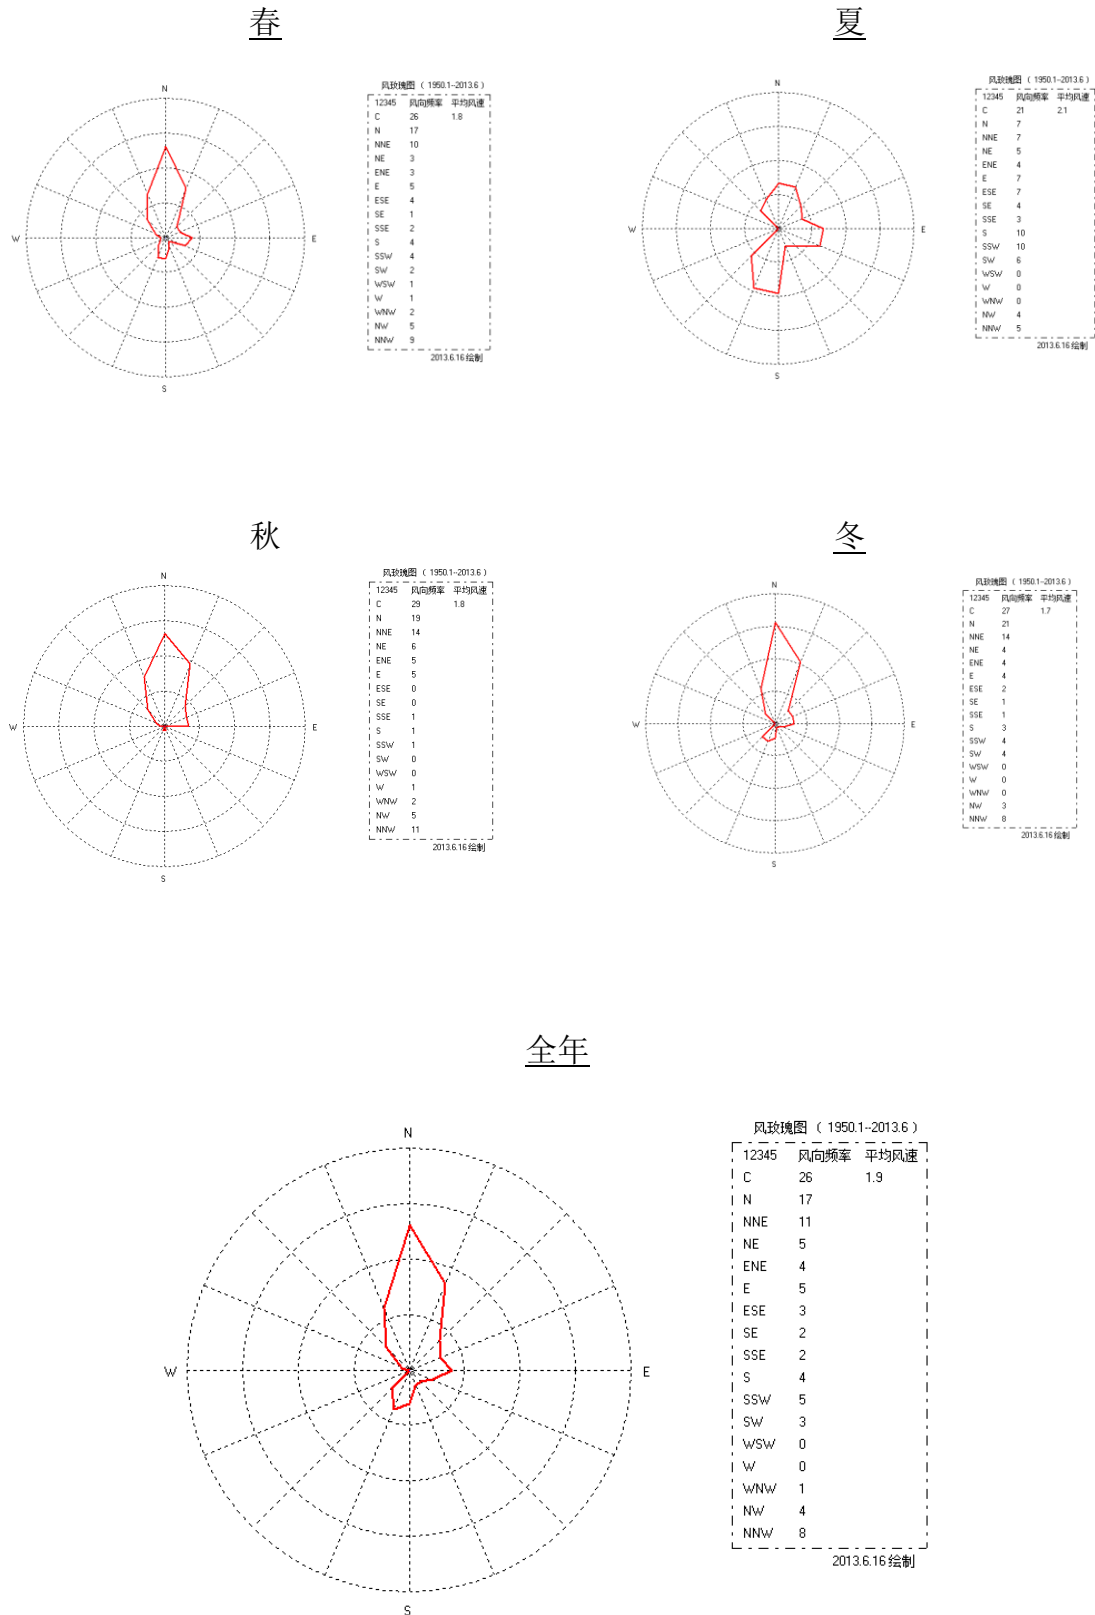 春
N
W
E
S
风玫瑰图 （ 1950.1--2013.6 ）
12345 风向频率 平均风速
C 26 1.8
N 17
NNE 10
NE 3
ENE 3
E 5
ESE 4
SE 1
SSE 2
S 4
SSW 4
SW 2
WSW 1
W 1
WNW 2
NW 5
NNW 9
2013.6.16 绘制
夏
N
W
E
S
风玫瑰图 （ 1950.1--2013.6 ）
12345 风向频率 平均风速
C 21 2.1
N 7
NNE 7
NE 5
ENE 4
E 7
ESE 7
SE 4
SSE 3
S 10
SSW 10
SW 6
WSW 0
W 0
WNW 0
NW 4
NNW 5
2013.6.16 绘制
秋
N
W
E
S
风玫瑰图 （ 1950.1--2013.6 ）
12345 风向频率 平均风速
C 29 1.8
N 19
NNE 14
NE 6
ENE 5
E 5
ESE 0
SE 0
SSE 1
S 1
SSW 1
SW 0
WSW 0
W 1
WNW 2
NW 5
NNW 11
2013.6.16 绘制
冬
N
W
E
S
风玫瑰图 （ 1950.1--2013.6 ）
12345 风向频率 平均风速
C 27 1.7
N 21
NNE 14
NE 4
ENE 4
E 4
ESE 2
SE 1
SSE 1
S 3
SSW 4
SW 4
WSW 0
W 0
WNW 0
NW 3
NNW 8
2013.6.16 绘制
全年
N
W
E
S
风玫瑰图 （ 1950.1--2013.6 ）
12345 风向频率 平均风速
C 26 1.9
N 17
NNE 11
NE 5
ENE 4
E 5
ESE 3
SE 2
SSE 2
S 4
SSW 5
SW 3
WSW 0
W 0
WNW 1
NW 4
NNW 8
2013.6.16 绘制